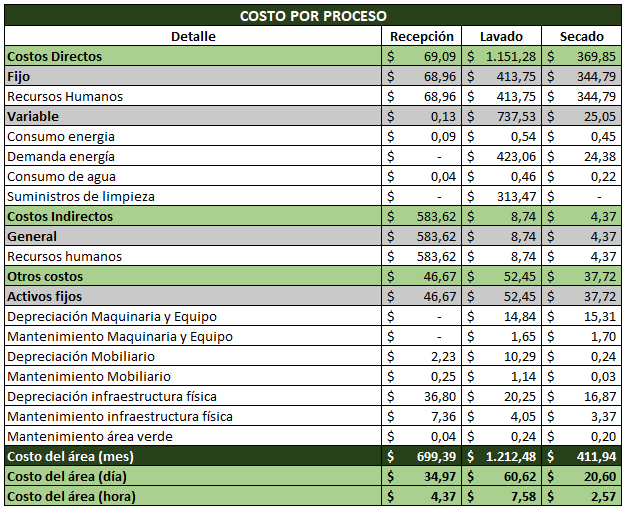 COSTO POR PROCESO
Detalle Recepción Lavado Secado
Costos Directos $ 69,09 $ 1.151,28 $ 369,85
Fijo $ 68,96 $ 413,75 $ 344,79
Recursos Humanos $ 68,96 $ 413,75 $ 344,79
Variable $ 0,13 $ 737,53 $ 25,05
Consumo energia $ 0,09 $ 0,54 $ 0,45
Demanda energía $ - $ 423,06 $ 24,38
Consumo de agua $ 0,04 $ 0,46 $ 0,22
Suministros de limpieza $ - $ 313,47 $ -
Costos Indirectos $ 583,62 $ 8,74 $ 4,37
General $ 583,62 $ 8,74 $ 4,37
Recursos humanos $ 583,62 $ 8,74 $ 4,37
Otros costos $ 46,67 $ 52,45 $ 37,72
Activos fijos $ 46,67 $ 52,45 $ 37,72
Depreciación Maquinaria y Equipo $ - $ 14,84 $ 15,31
Mantenimiento Maquinaria y Equipo $ - $ 1,65 $ 1,70
Depreciación Mobiliario $ 2,23 $ 10,29 $ 0,24
Mantenimiento Mobiliario $ 0,25 $ 1,14 $ 0,03
Depreciación infraestructura física $ 36,80 $ 20,25 $ 16,87
Mantenimiento infraestructura física $ 7,36 $ 4,05 $ 3,37
Mantenimiento área verde $ 0,04 $ 0,24 $ 0,20
Costo del área (mes) $ 699,39 $ 1.212,48 $ 411,94
Costo del área (día) $ 34,97 $ 60,62 $ 20,60
Costo del área (hora) $ 4,37 $ 7,58 $ 2,57